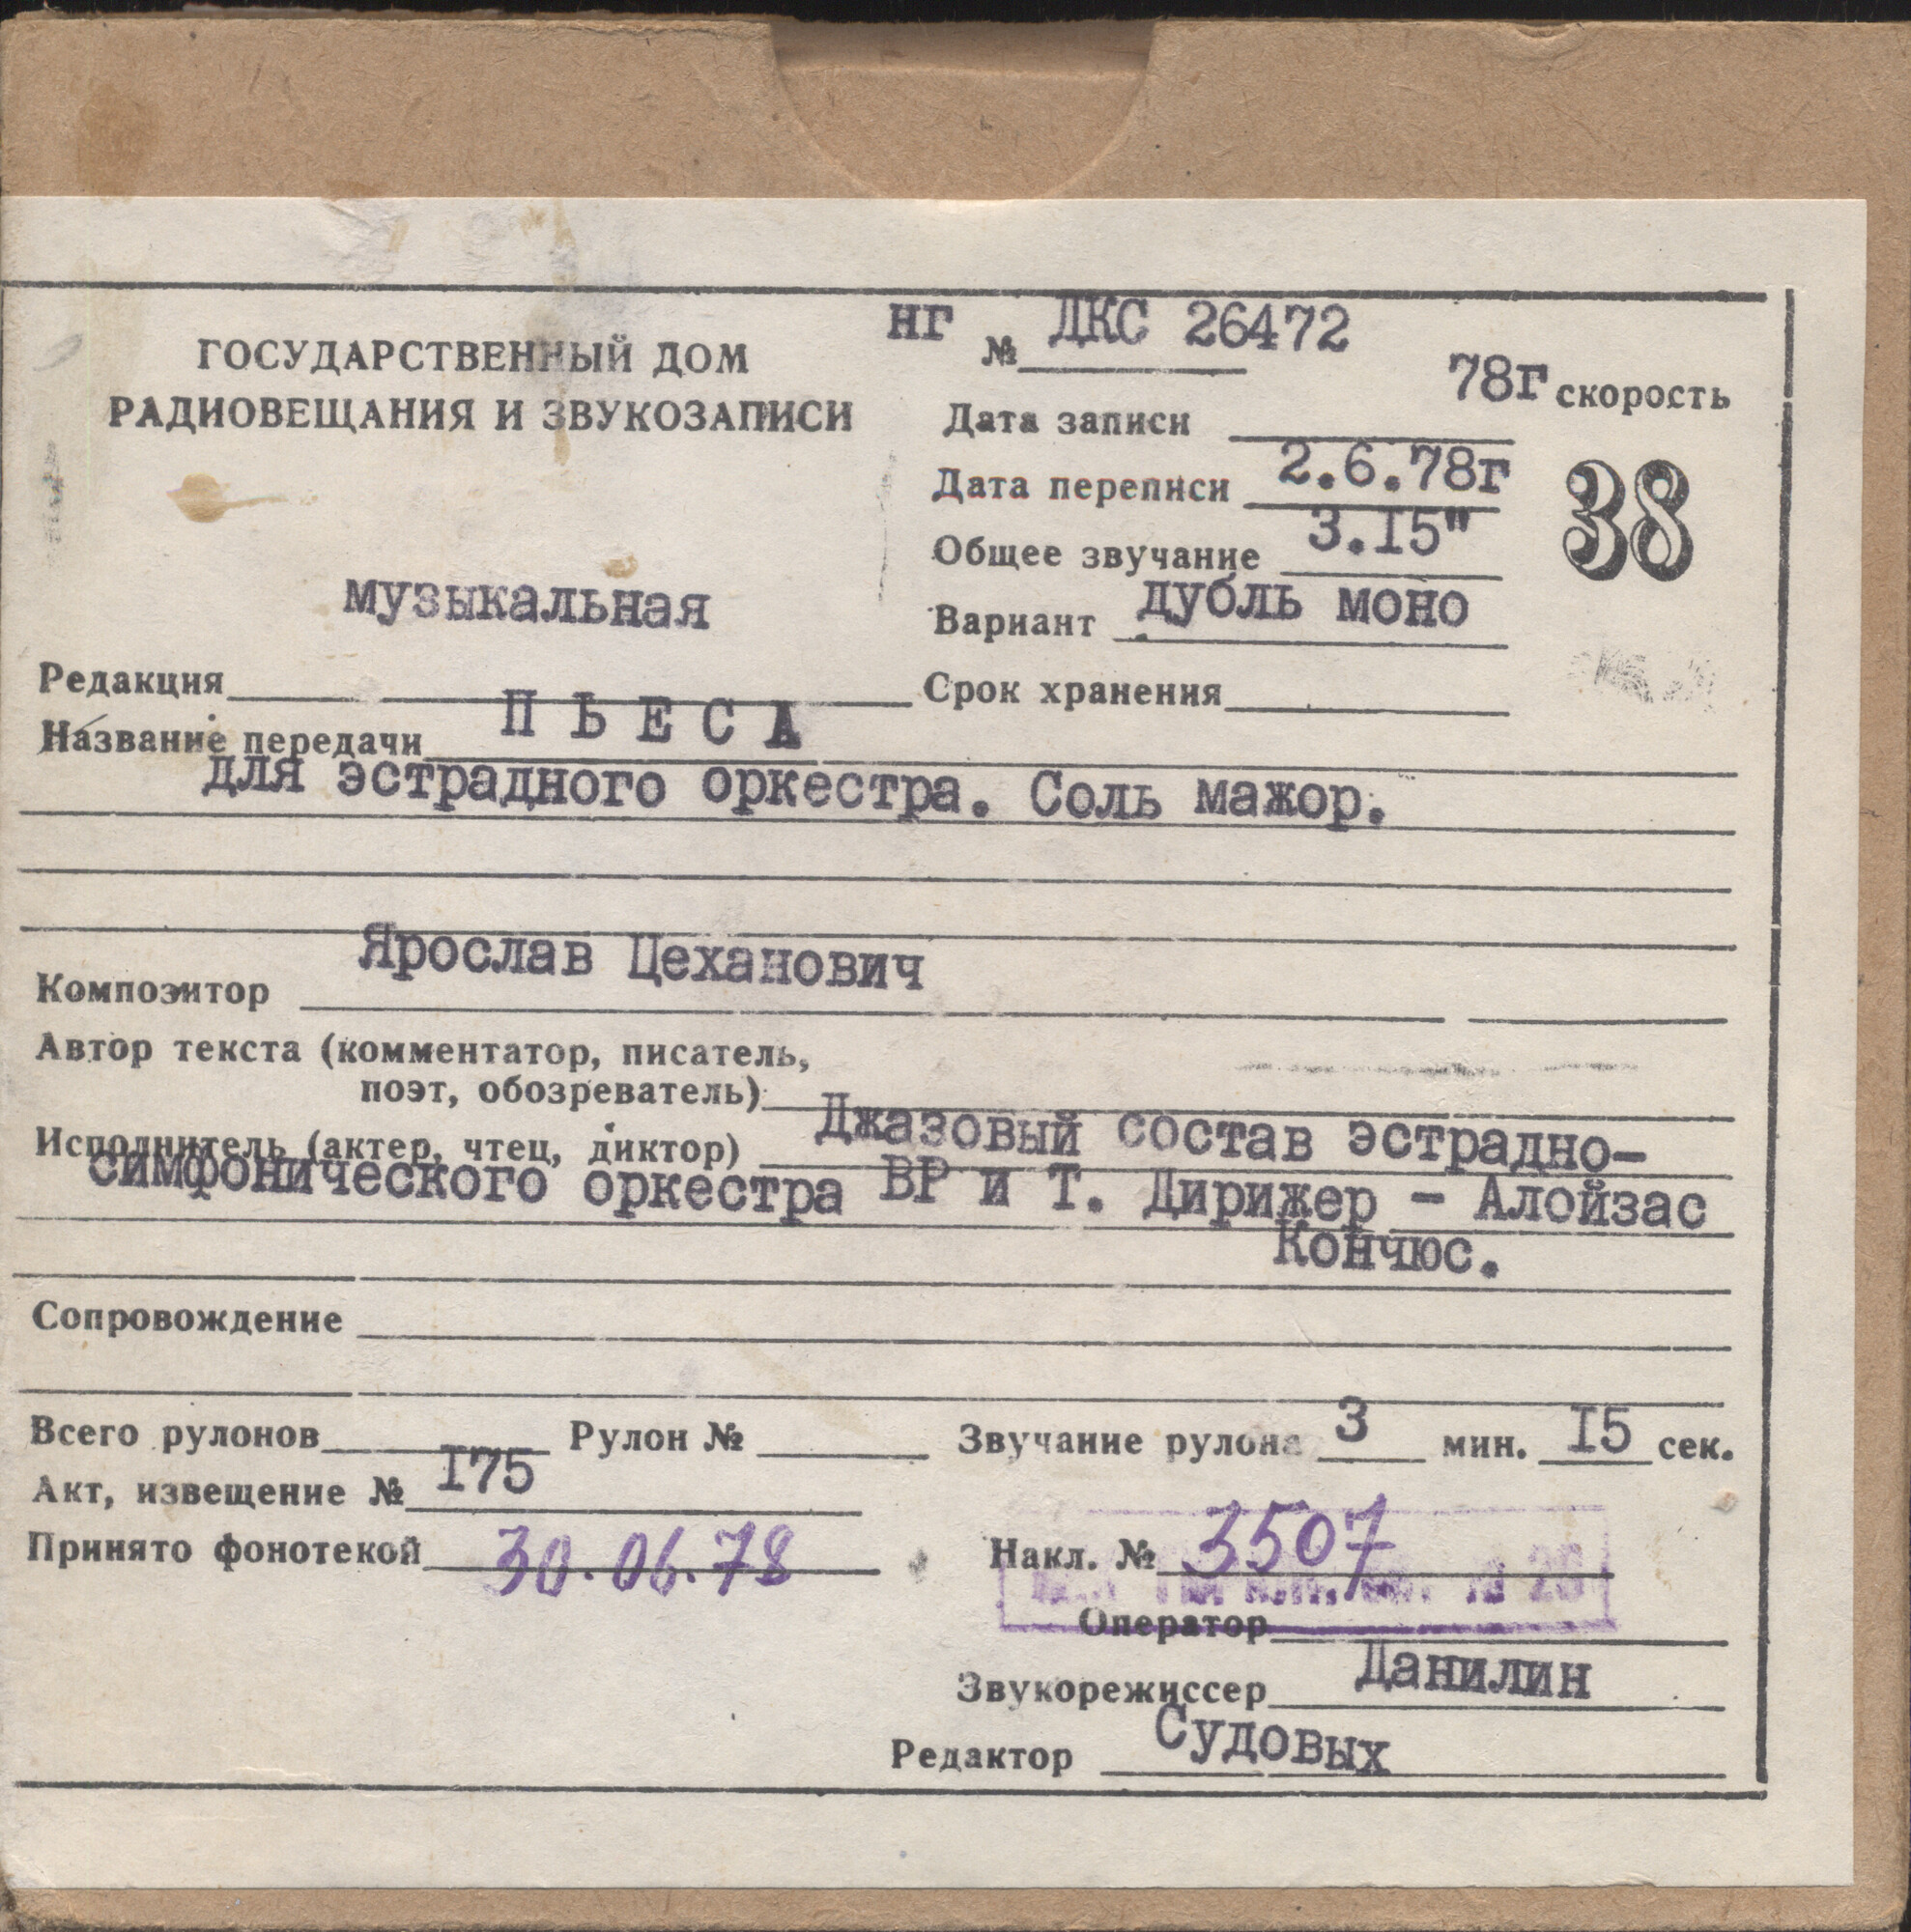 ГОСУДАРСТВЕННЫЙ ДОМ
РАДИОВЕЩАНИЯ И ЗВУКОЗАПИСИ
нг № ДКС 26472
78г скорость
Дата записи
Дата переписи 2.6.78г
38
Общее звучание 3.I5"
Вариант дубль моно
музыкальная
Редакция
Срок хранения
Название передачи П Ь Е С А
для эстрадного оркестра. Соль мажор.
Композитор Ярослав Цеханович
Автор текста (комментатор, писатель,
поэт, обозреватель)
Исполнитель (актер, чтец, диктор) Джазовый состав эстрадно-
симфонического оркестра ВР и Т. Дирижер - Алойзас
Кончюс.
Сопровождение
Всего рулонов Рулон № Звучание рулона 3 мин. I5 сек.
Акт, извещение № I75
Принято фонотекой 30.06.78
Накл. № 3507
Оператор
Звукорежиссер Данилин
Редактор Судовых